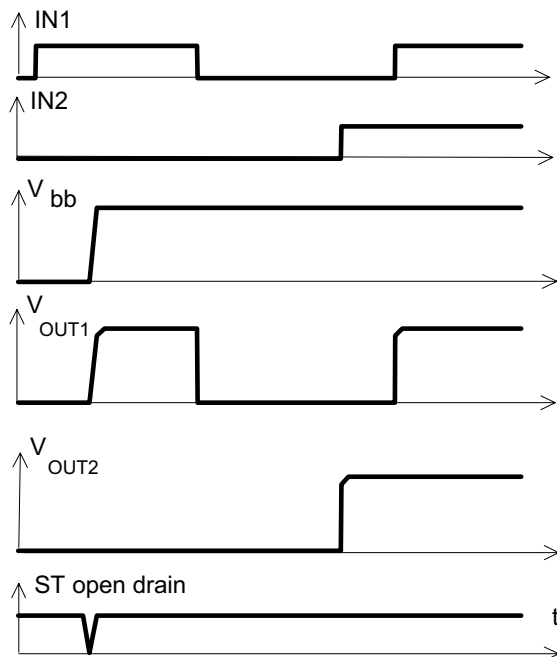 IN1
IN2
V bb
V OUT1
V OUT2
ST open drain
t